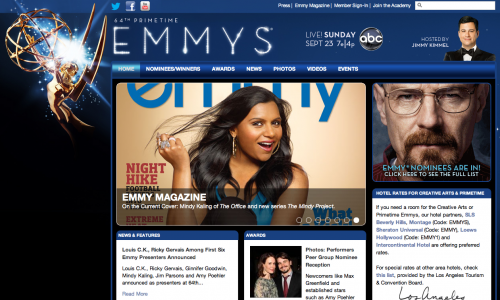 Press | Emmy Magazine | Member Sign-In | Join the Academy
64TH PRIMETIME
EMMYS
LIVE! SUNDAY
SEPT 23 7e|4p
abc
HOSTED BY
JIMMY KIMMEL
HOME NOMINEES/WINNERS AWARDS NEWS PHOTOS VIDEOS EVENTS
emmy
NIGHT
HIKE
FOOTBALL
EMMY MAGAZINE
On the Current Cover: Mindy Kaling of The Office and new series The Mindy Project.
EXTREME
What
EMMY® NOMINEES ARE IN!
CLICK HERE TO SEE THE FULL LIST
HOTEL RATES FOR CREATIVE ARTS & PRIMETIME
If you need a room for the Creative Arts or
Primetime Emmys, our hotel partners, SLS
Beverly Hills, Montage (Code: EMMYS),
Sheraton Universal (Code: EMMY), Loews
Hollywood (Code: EMMY1) and
Intercontinental Hotel are offering preferred
rates.
For special rates at other area hotels, check
this list, provided by the Los Angeles Tourism
& Convention Board.
Los Angeles
NEWS & FEATURES
Louis C.K., Ricky Gervais Among First Six
Emmy Presenters Announced
Louis C.K., Ricky Gervais, Ginnifer Goodwin,
Mindy Kaling, Jim Parsons and Amy Poehler
announced as presenters at 64th...
Read More
AWARDS
Photos: Performers
Peer Group Nominee
Reception
Newcomers like Max
Greenfield and
established stars
such as Amy Poehler